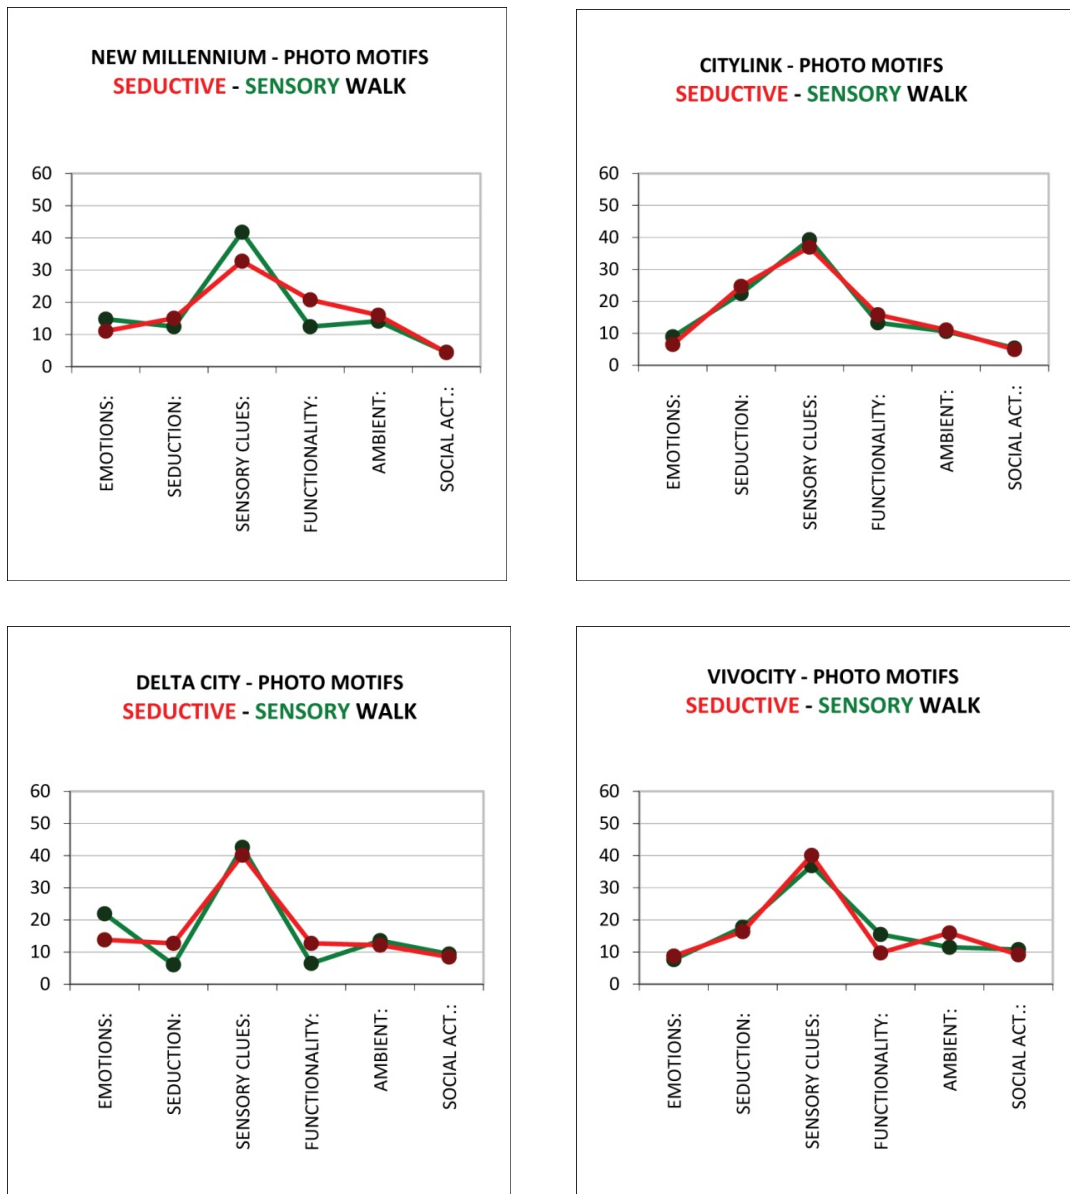 NEW MILLENNIUM - PHOTO MOTIFS
SEDUCTIVE - SENSORY WALK
60
50
40
30
20
10
0
EMOTIONS:
SEDUCTION:
SENSORY CLUES:
FUNCTIONALITY:
AMBIENT:
SOCIAL ACT.:
CITYLINK - PHOTO MOTIFS
SEDUCTIVE - SENSORY WALK
60
50
40
30
20
10
0
EMOTIONS:
SEDUCTION:
SENSORY CLUES:
FUNCTIONALITY:
AMBIENT:
SOCIAL ACT.:
DELTA CITY - PHOTO MOTIFS
SEDUCTIVE - SENSORY WALK
60
50
40
30
20
10
0
EMOTIONS:
SEDUCTION:
SENSORY CLUES:
FUNCTIONALITY:
AMBIENT:
SOCIAL ACT.:
VIVOCITY - PHOTO MOTIFS
SEDUCTIVE - SENSORY WALK
60
50
40
30
20
10
0
EMOTIONS:
SEDUCTION:
SENSORY CLUES:
FUNCTIONALITY:
AMBIENT:
SOCIAL ACT.: